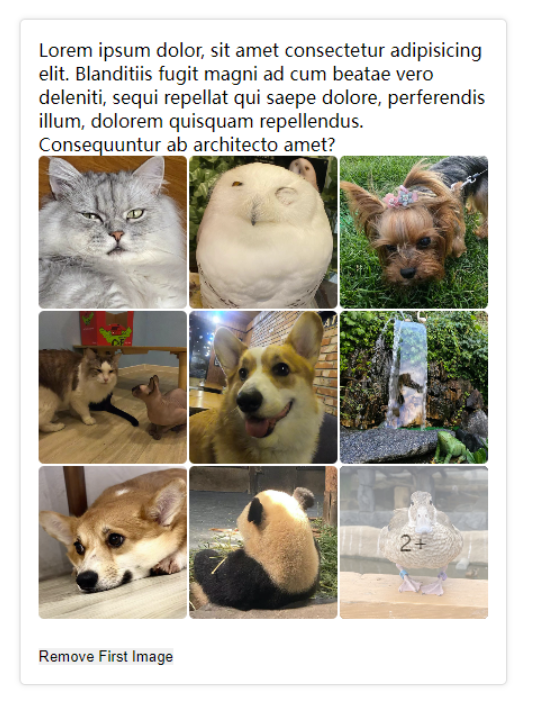 Lorem ipsum dolor, sit amet consectetur adipisicing
elit. Blanditiis fugit magni ad cum beatae vero
deleniti, sequi repellat qui saepe dolore, perferendis
illum, dolorem quisquam repellendus.
Consequuntur ab architecto amet?
2+
Remove First Image